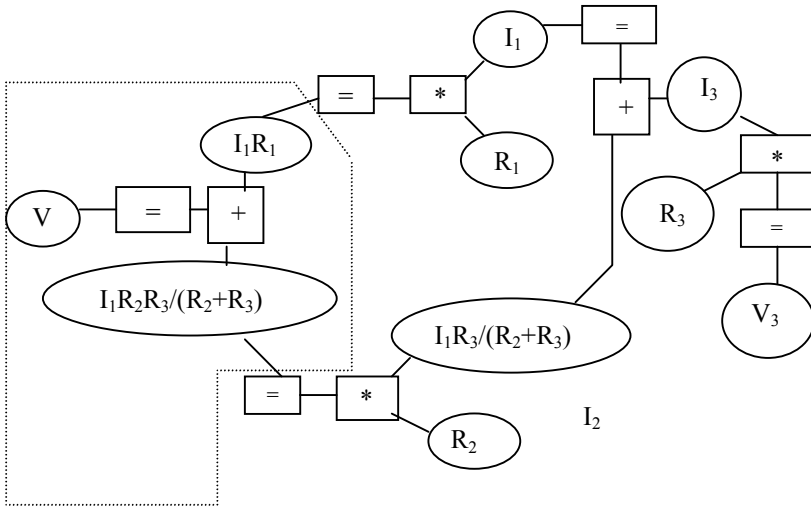 I₁
=
=
*
+
I₃
I₁R₁
R₁
*
V
=
+
R₃
=
I₁R₂R₃/(R₂+R₃)
I₁R₃/(R₂+R₃)
V₃
=
*
I₂
R₂